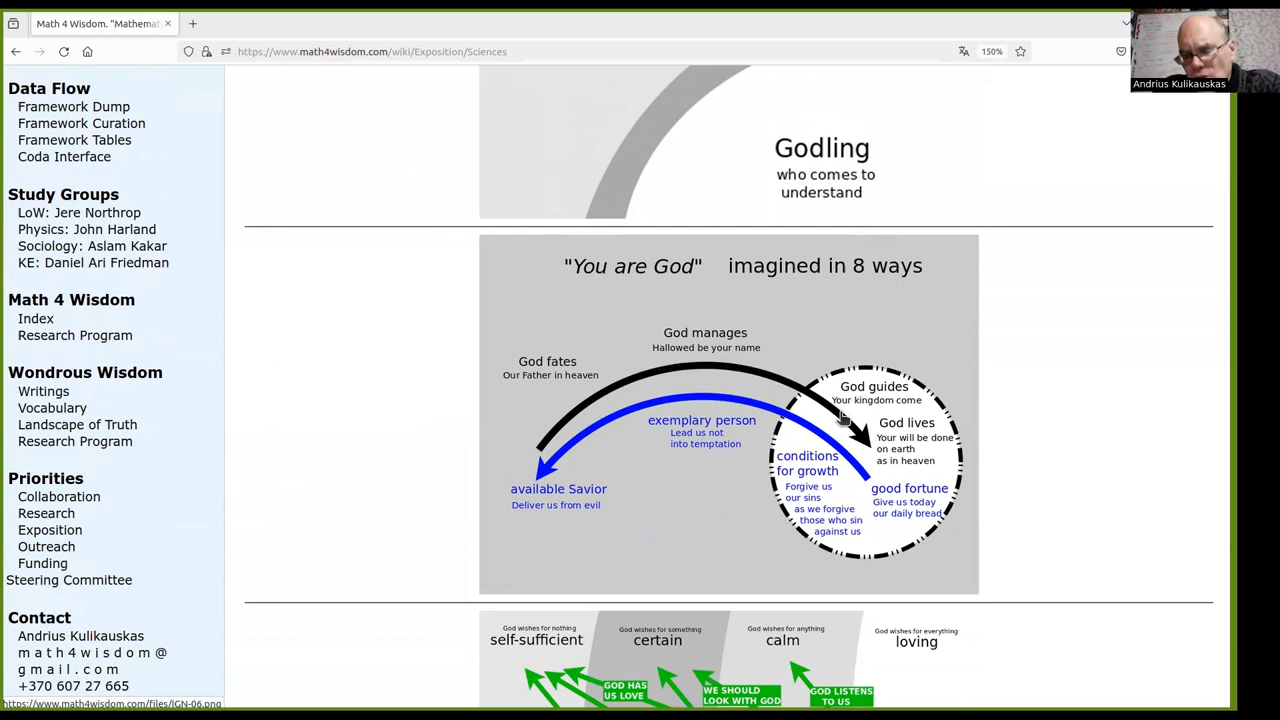 Math 4 Wisdom. "Mathemat
https://www.math4wisdom.com/wiki/Exposition/Sciences
150%
Andrius Kulikauskas
Data Flow
Framework Dump
Framework Curation
Framework Tables
Coda Interface
Study Groups
LoW: Jere Northrop
Physics: John Harland
Sociology: Aslam Kakar
KE: Daniel Ari Friedman
Math 4 Wisdom
Index
Research Program
Wondrous Wisdom
Writings
Vocabulary
Landscape of Truth
Research Program
Priorities
Collaboration
Research
Exposition
Outreach
Funding
Steering Committee
Contact
Andrius Kulikauskas
m a t h 4 w i s d o m @
g m a i l . c o m
+370 607 27 665
https://www.math4wisdom.com/files/IGN-06.png
Godling
who comes to
understand
"You are God" imagined in 8 ways
God manages
Hallowed be your name
God fates
Our Father in heaven
God guides
Your kingdom come
God lives
Your will be done
on earth
as in heaven
exemplary person
Lead us not
into temptation
conditions
for growth
Forgive us
our sins
as we forgive
those who sin
against us
good fortune
Give us today
our daily bread
available Savior
Deliver us from evil
God wishes for nothing
self-sufficient
God wishes for something
certain
God wishes for anything
calm
God wishes for everything
loving
GOD HAS
US LOVE
WE SHOULD
LOOK WITH GOD
GOD LISTENS
TO US